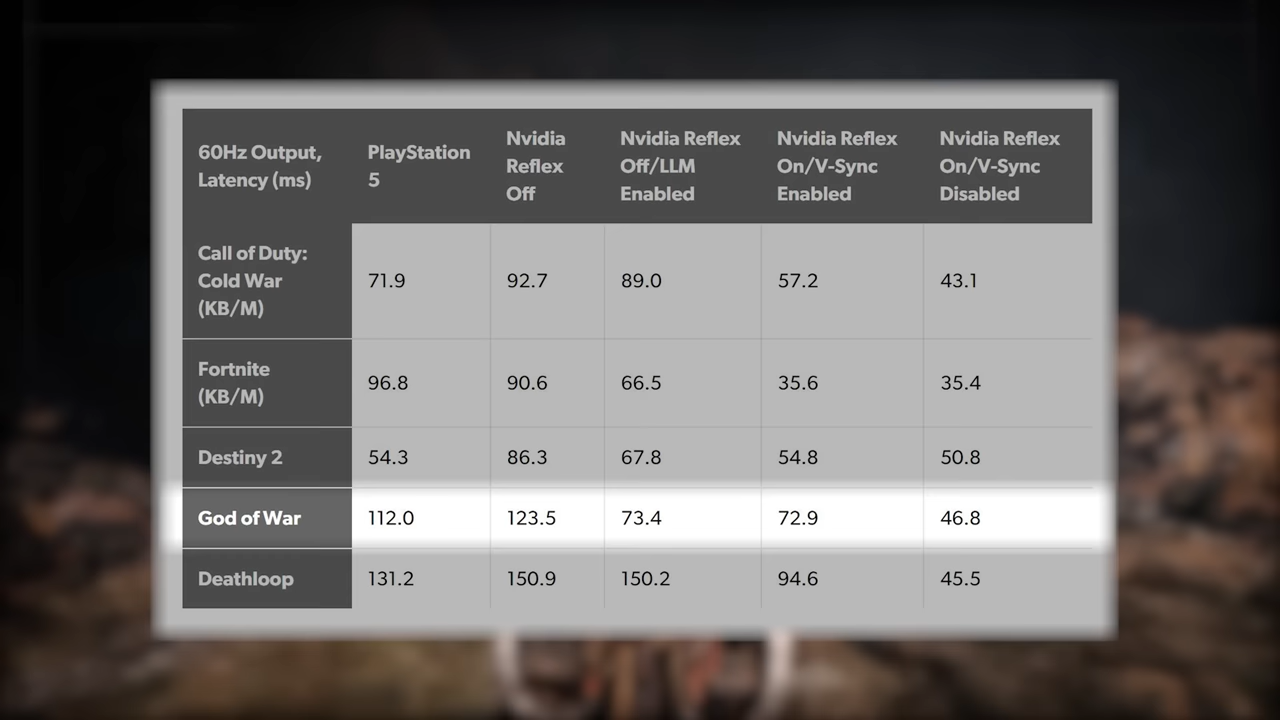 60Hz Output, Latency (ms) PlayStation 5 Nvidia Reflex Off Nvidia Reflex Off/LLM Enabled Nvidia Reflex On/V-Sync Enabled Nvidia Reflex On/V-Sync Disabled
Call of Duty: Cold War (KB/M) 71.9 92.7 89.0 57.2 43.1
Fortnite (KB/M) 96.8 90.6 66.5 35.6 35.4
Destiny 2 54.3 86.3 67.8 54.8 50.8
God of War 112.0 123.5 73.4 72.9 46.8
Deathloop 131.2 150.9 150.2 94.6 45.5